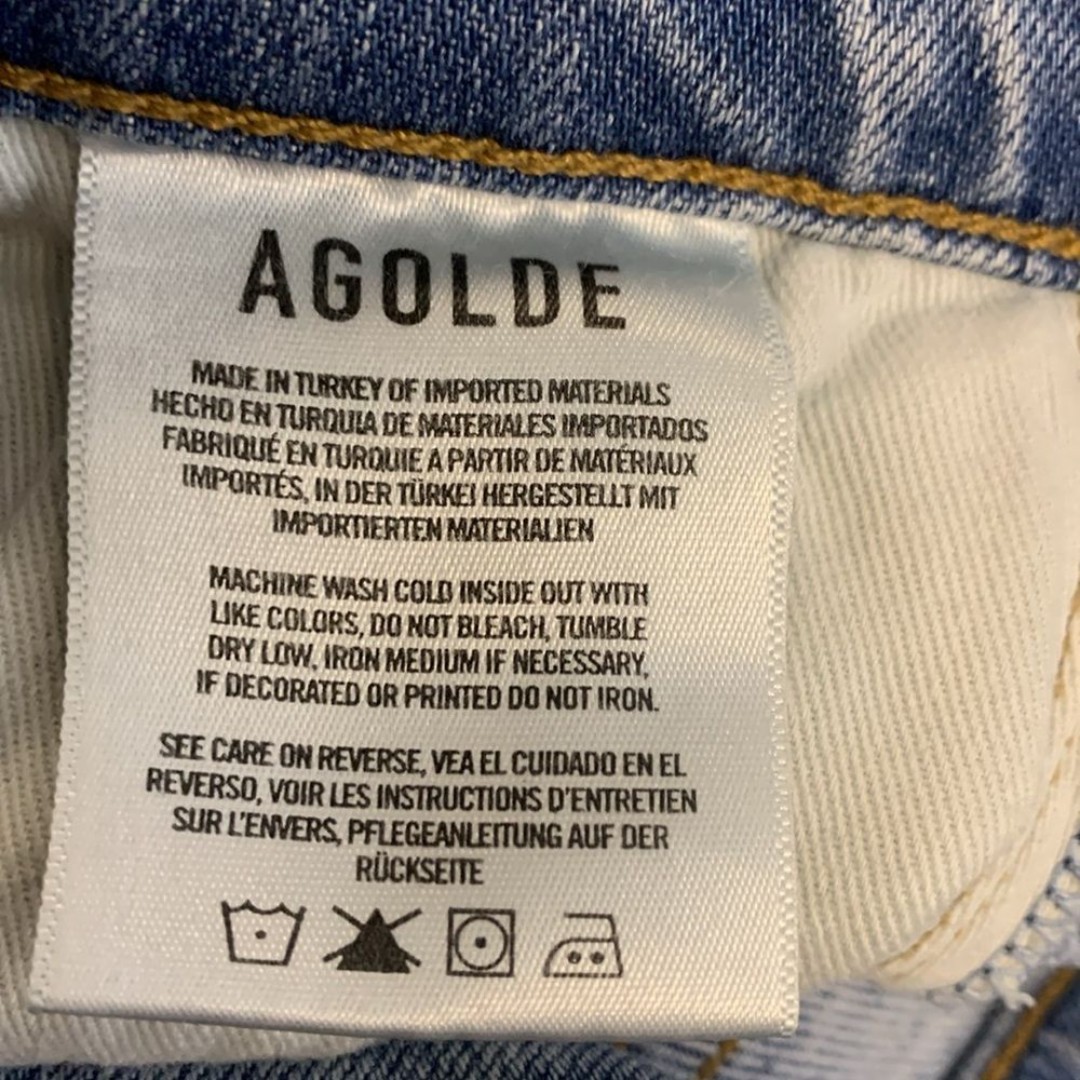 AGOLDE
MADE IN TURKEY OF IMPORTED MATERIALS
HECHO EN TURQUIA DE MATERIALES IMPORTADOS
FABRIQUÉ EN TURQUIE A PARTIR DE MATÉRIAUX
IMPORTÉS, IN DER TÜRKEI HERGESTELLT MIT
IMPORTIERTEN MATERIALIEN
MACHINE WASH COLD INSIDE OUT WITH
LIKE COLORS, DO NOT BLEACH, TUMBLE
DRY LOW, IRON MEDIUM IF NECESSARY,
IF DECORATED OR PRINTED DO NOT IRON.
SEE CARE ON REVERSE, VEA EL CUIDADO EN EL
REVERSO, VOIR LES INSTRUCTIONS D'ENTRETIEN
SUR L'ENVERS, PFLEGEANLEITUNG AUF DER
RÜCKSEITE